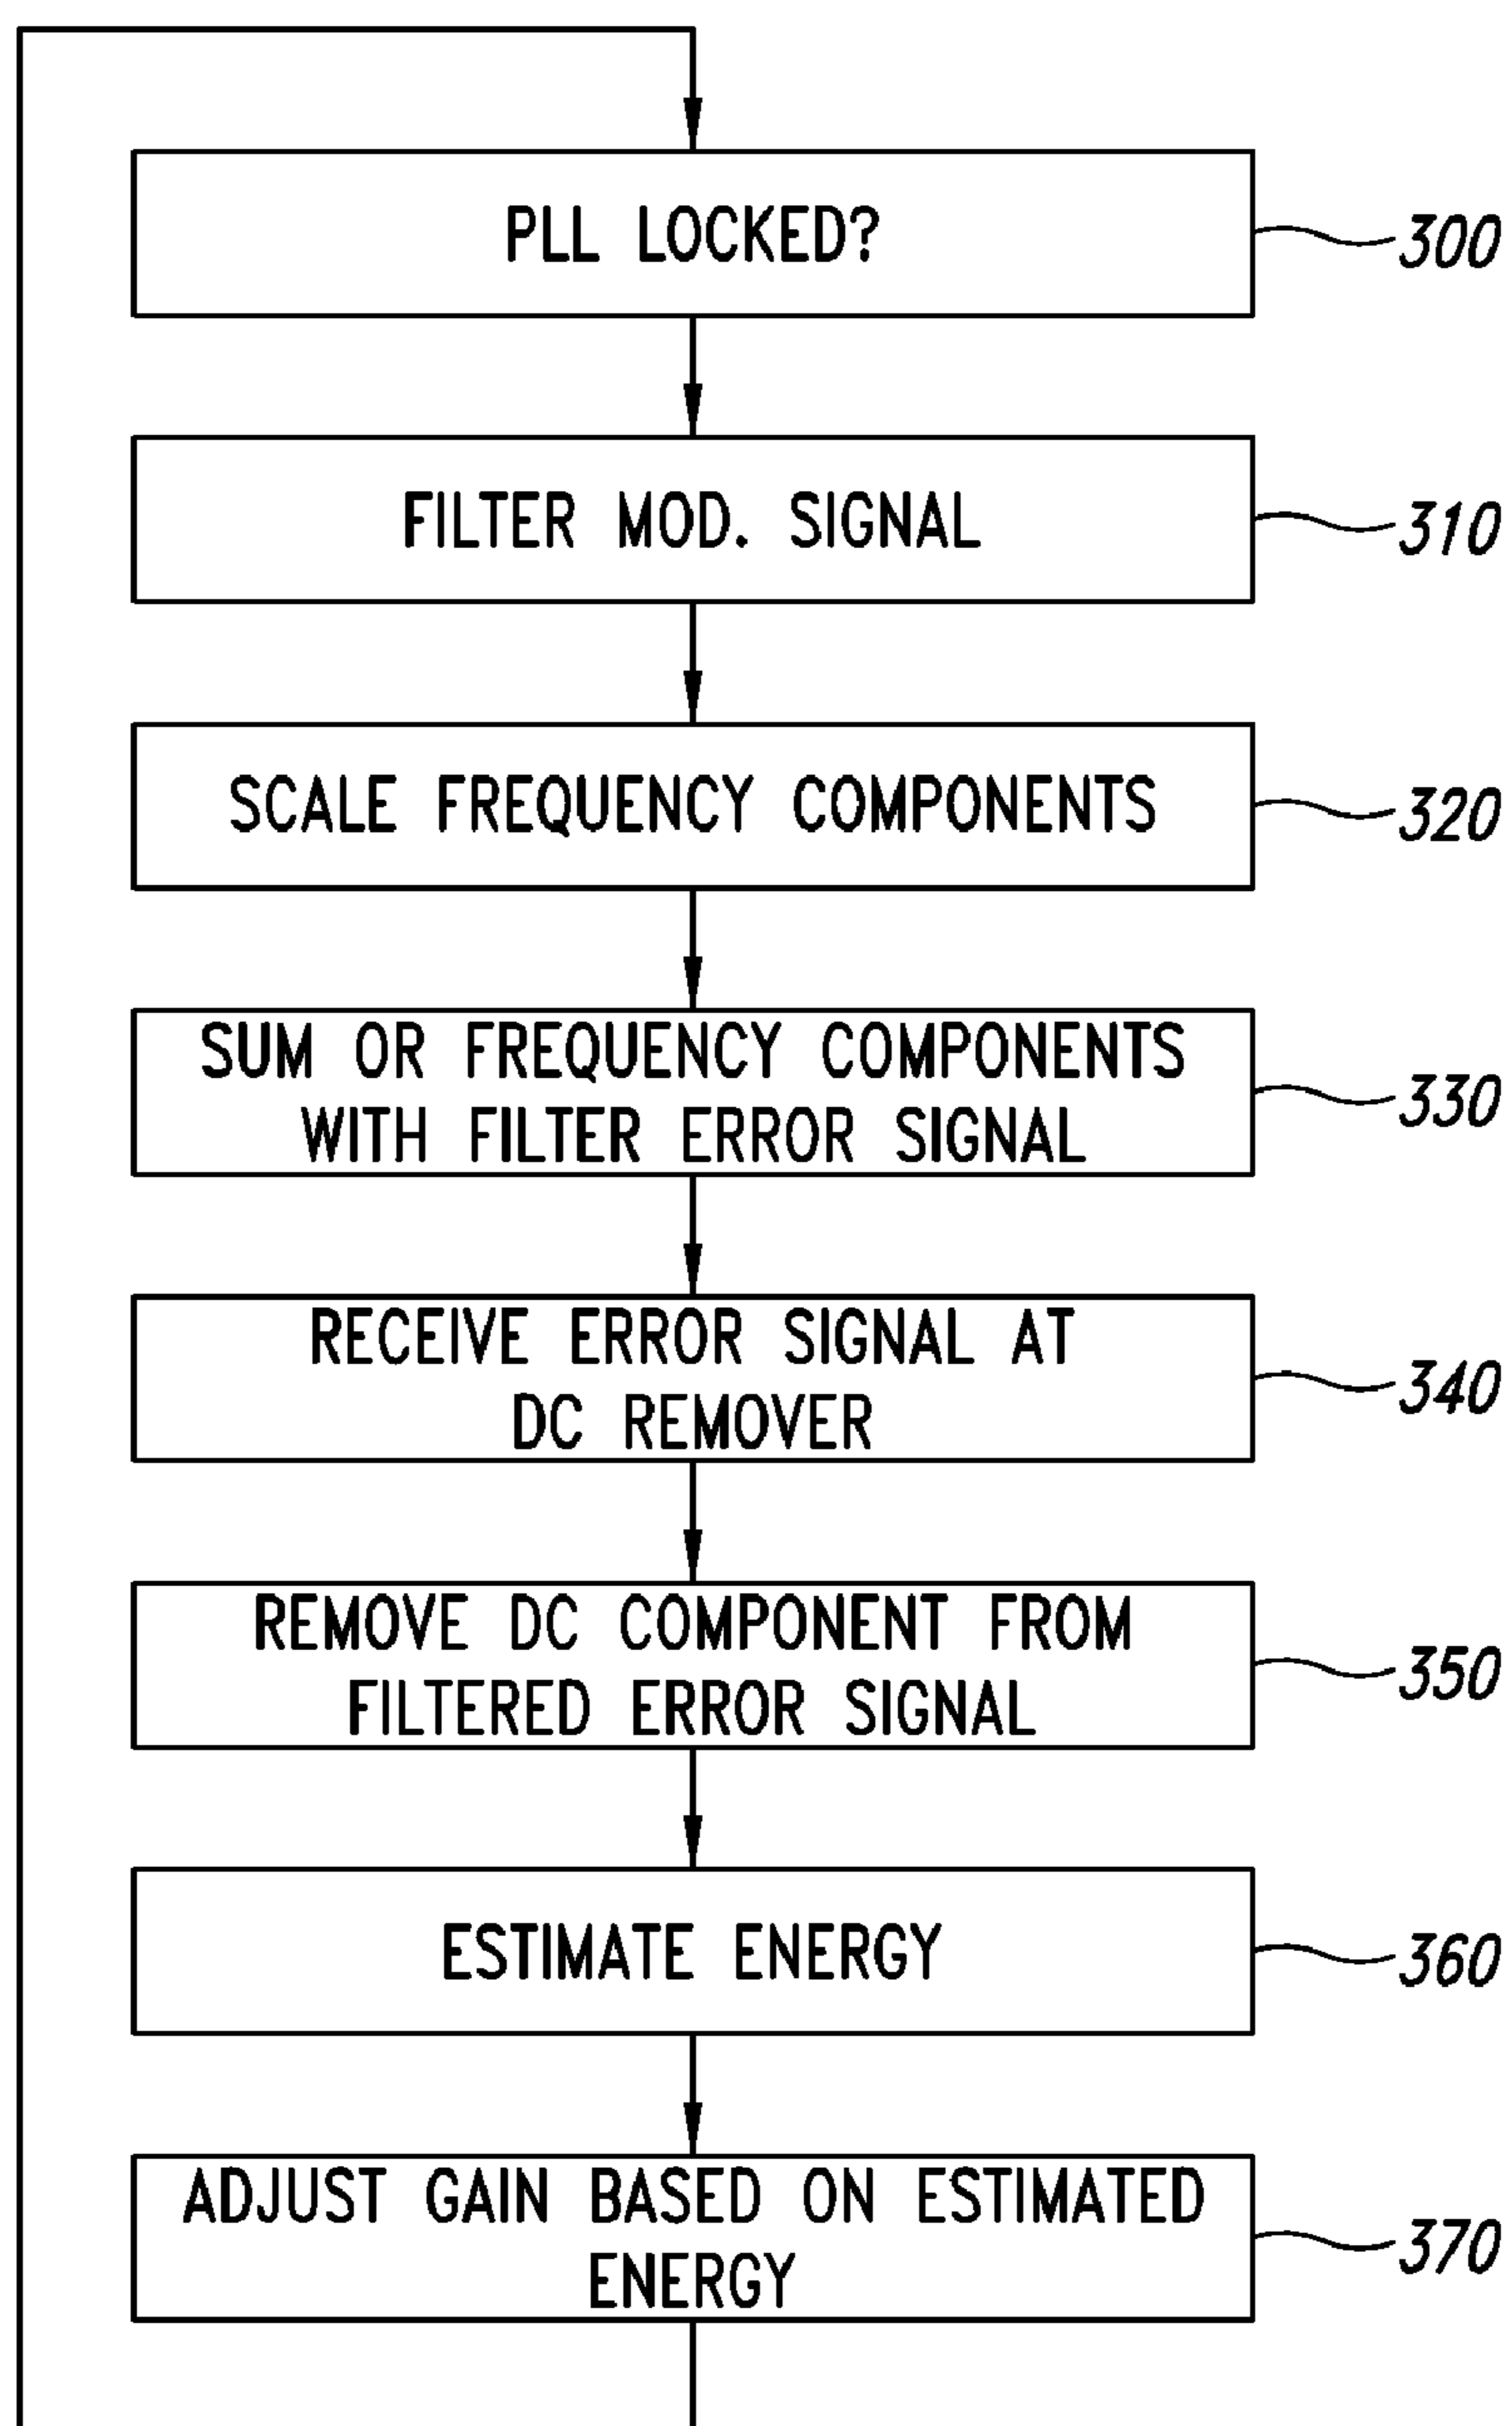 PLL LOCKED?
300
FILTER MOD. SIGNAL
310
SCALE FREQUENCY COMPONENTS
320
SUM OR FREQUENCY COMPONENTS
WITH FILTER ERROR SIGNAL
330
RECEIVE ERROR SIGNAL AT
DC REMOVER
340
REMOVE DC COMPONENT FROM
FILTERED ERROR SIGNAL
350
ESTIMATE ENERGY
360
ADJUST GAIN BASED ON ESTIMATED
ENERGY
370